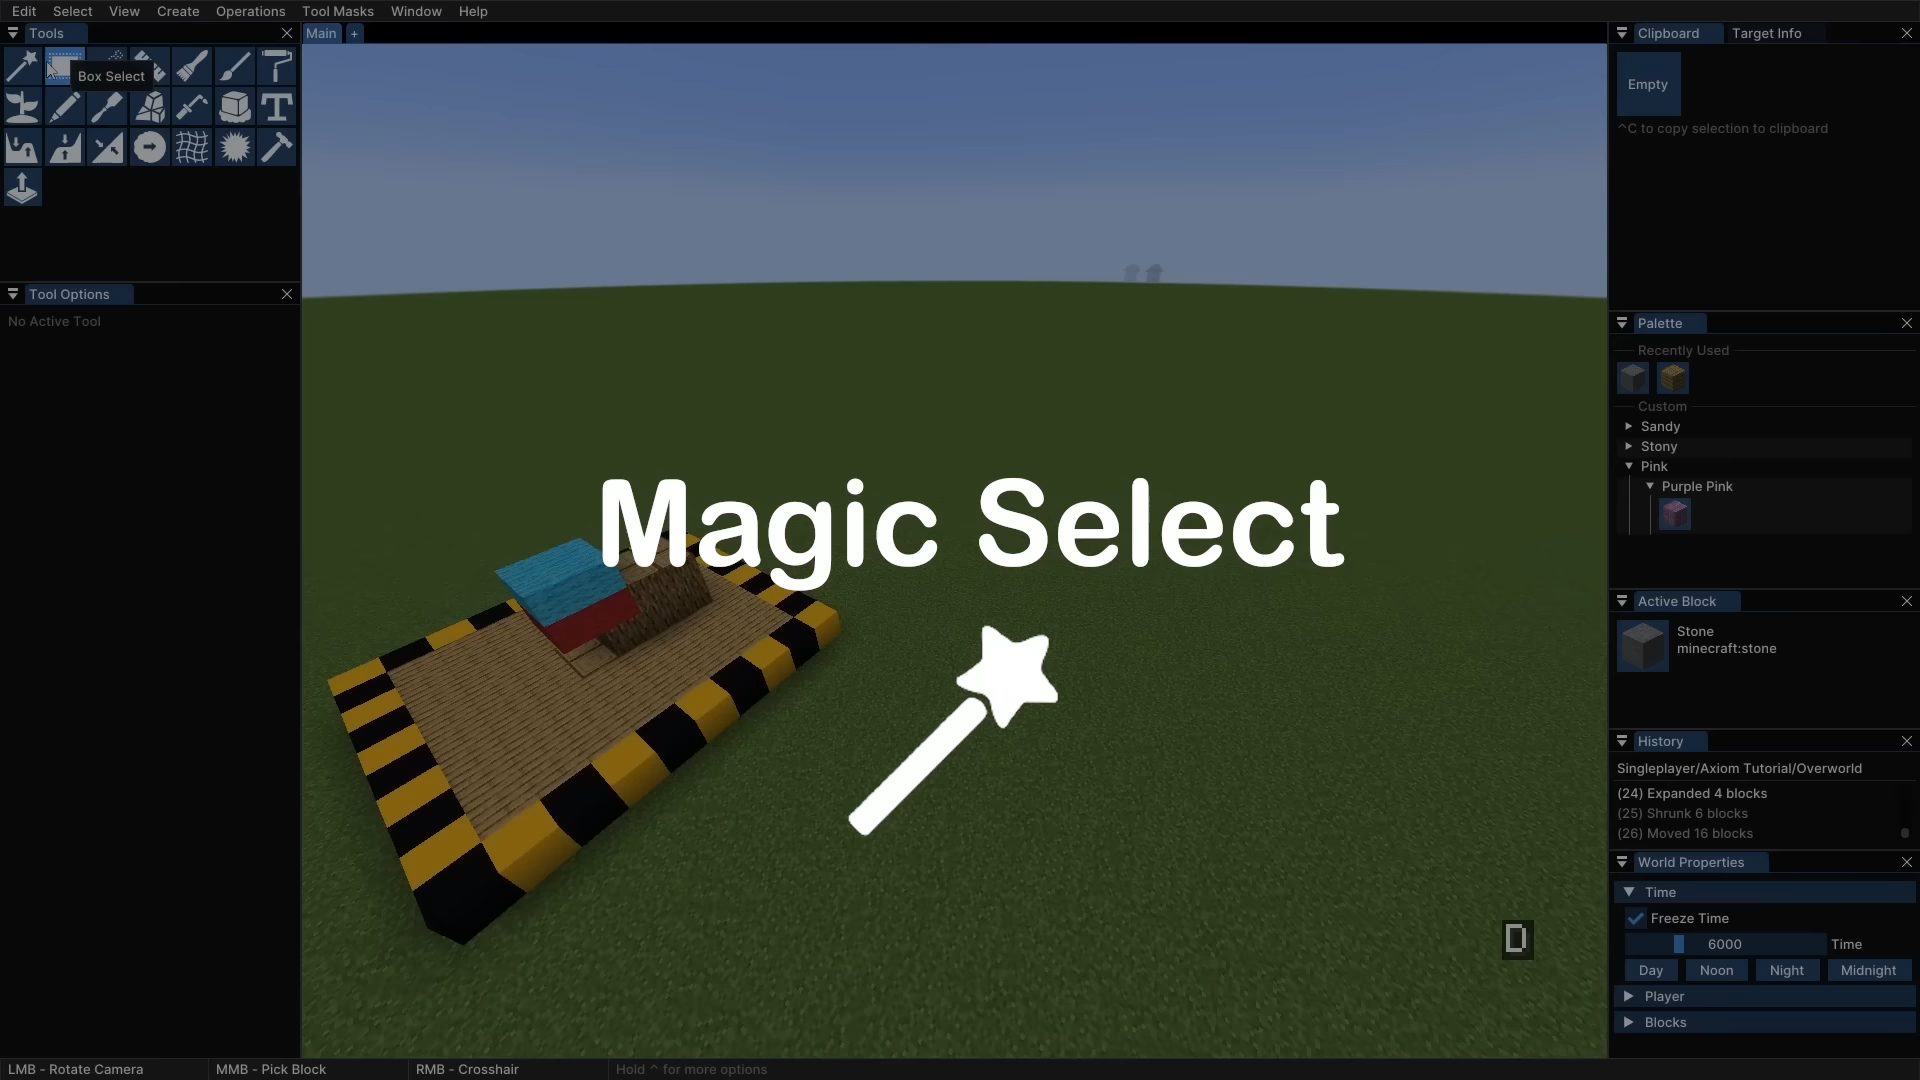 Edit Select View Create Operations Tool Masks Window Help
Tools
Box Select
Tool Options
No Active Tool
Main +
Magic Select
D
Clipboard Target Info
Empty
^C to copy selection to clipboard
Palette
Recently Used
Custom
Sandy
Stony
Pink
Purple Pink
Active Block
Stone
minecraft:stone
History
Singleplayer/Axiom Tutorial/Overworld
(24) Expanded 4 blocks
(25) Shrunk 6 blocks
(26) Moved 16 blocks
World Properties
Time
Freeze Time
6000 Time
Day Noon Night Midnight
Player
Blocks
LMB - Rotate Camera MMB - Pick Block RMB - Crosshair Hold ^ for more options